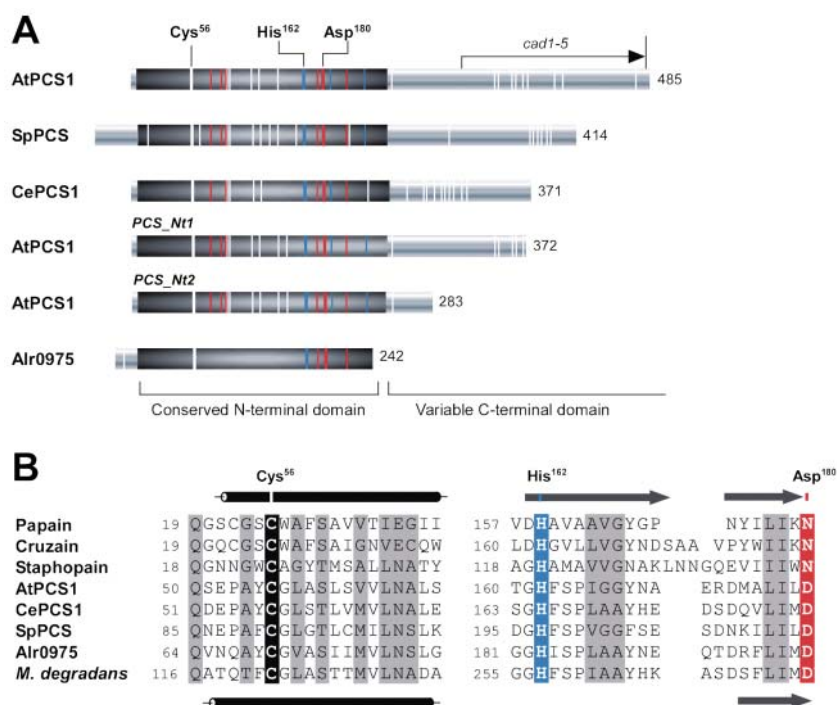 A
Cys56 His162 Asp180 cad1-5
AtPCS1 485
SpPCS 414
CePCS1 371
PCS_Nt1
AtPCS1 372
PCS_Nt2
AtPCS1 283
Alr0975 242
Conserved N-terminal domain Variable C-terminal domain
B
Cys56 His162 Asp180
Papain 19 QGSCGSCWAFSAVVTIEGII 157 VDHAVAAVGYGP NYILIKN
Cruzain 19 GQQCGSCWAFSAIGNVECQW 160 LDHGVLLVGYNDSAA VPYWIIKN
Staphopain 18 QGNNGWCAGYTMSALLNATY 118 AGHAMAVVGNAKLNNGQEVIIIWN
AtPCS1 50 QSEPAYCGLASLSVVLNALS 160 TGHFSPIGGYNA ERDMALILD
CePCS1 51 QDEPAYCGLSTLVMVLNALE 163 SGHFSPLAAYHE DSDQVLIMD
SpPCS 85 QNEPAFCGLGTLCMILNSLK 195 DGHFSPVGGFSE SDNKILILD
Alr0975 64 QVNQAYCGVASIIMVLNSLG 181 GGHISPLAAYNE QTDRFLIMD
M. degradans 116 QATQTFCGLASTTMVLNADA 255 GGHFSPLAAYHK ASDSFLIMD